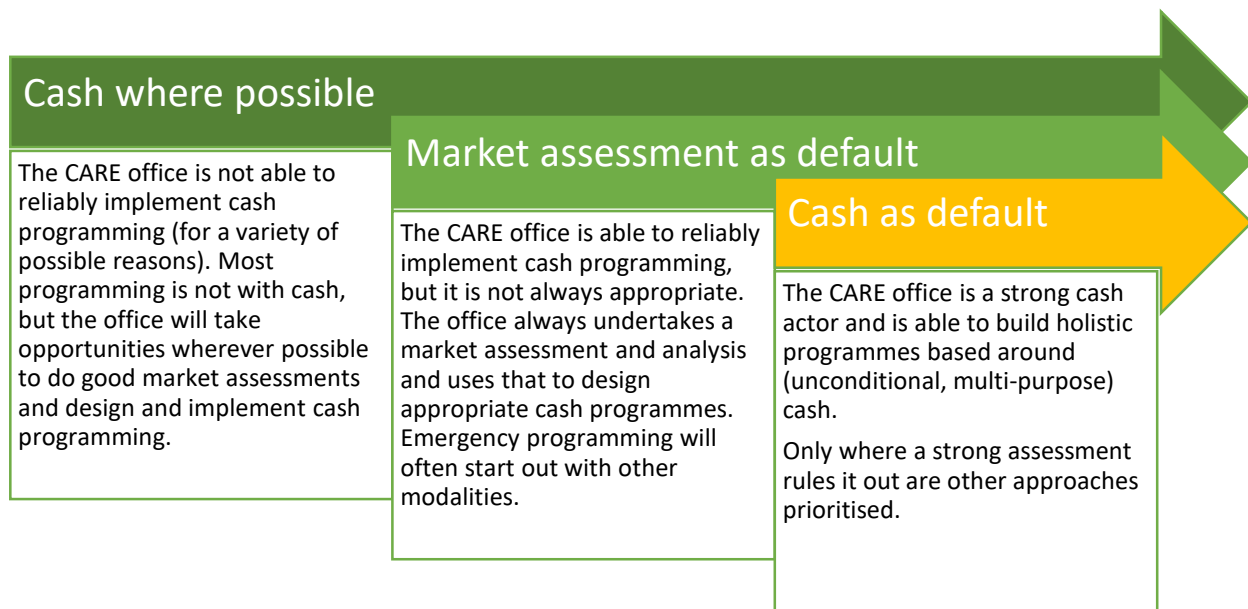 Cash where possible
The CARE office is not able to
reliably implement cash
programming (for a variety of
possible reasons). Most
programming is not with cash,
but the office will take
opportunities wherever possible
to do good market assessments
and design and implement cash
programming.
Market assessment as default
The CARE office is able to reliably
implement cash programming,
but it is not always appropriate.
The office always undertakes a
market assessment and analysis
and uses that to design
appropriate cash programmes.
Emergency programming will
often start out with other
modalities.
Cash as default
The CARE office is a strong cash
actor and is able to build holistic
programmes based around
(unconditional, multi-purpose)
cash.
Only where a strong assessment
rules it out are other approaches
prioritised.